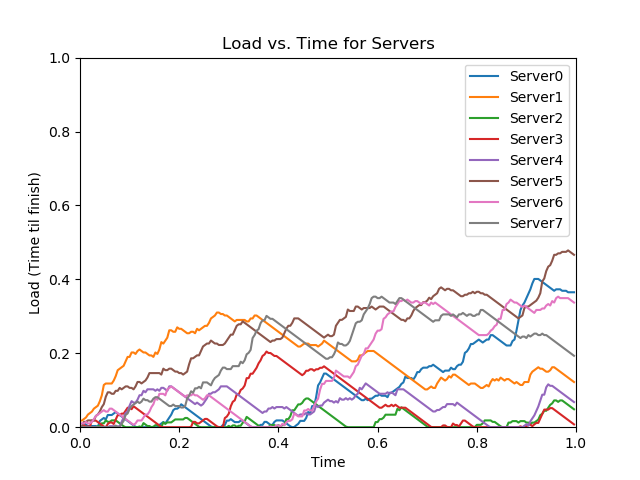 Load vs. Time for Servers
1.0
0.8
0.6
0.4
0.2
0.0
Load (Time til finish)
Server0
Server1
Server2
Server3
Server4
Server5
Server6
Server7
0.0 0.2 0.4 0.6 0.8 1.0
Time